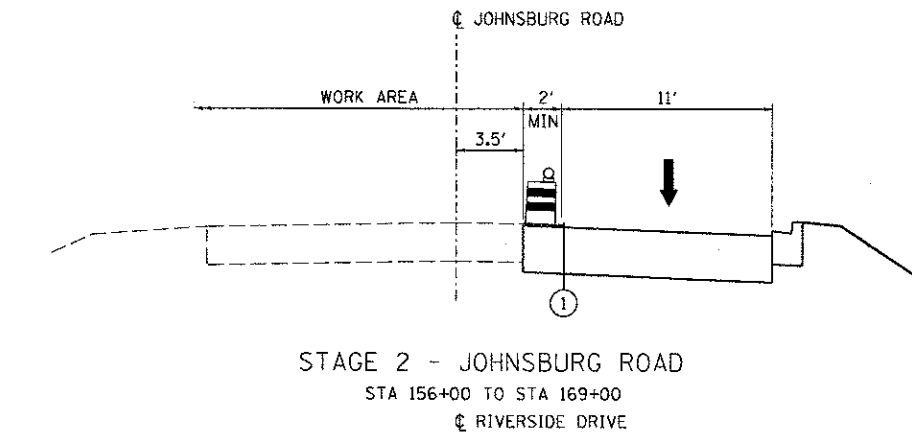 ℄ JOHNSBURG ROAD
WORK AREA
2'
MIN
11'
3.5'
1
STAGE 2 - JOHNSBURG ROAD
STA 156+00 TO STA 169+00
℄ RIVERSIDE DRIVE